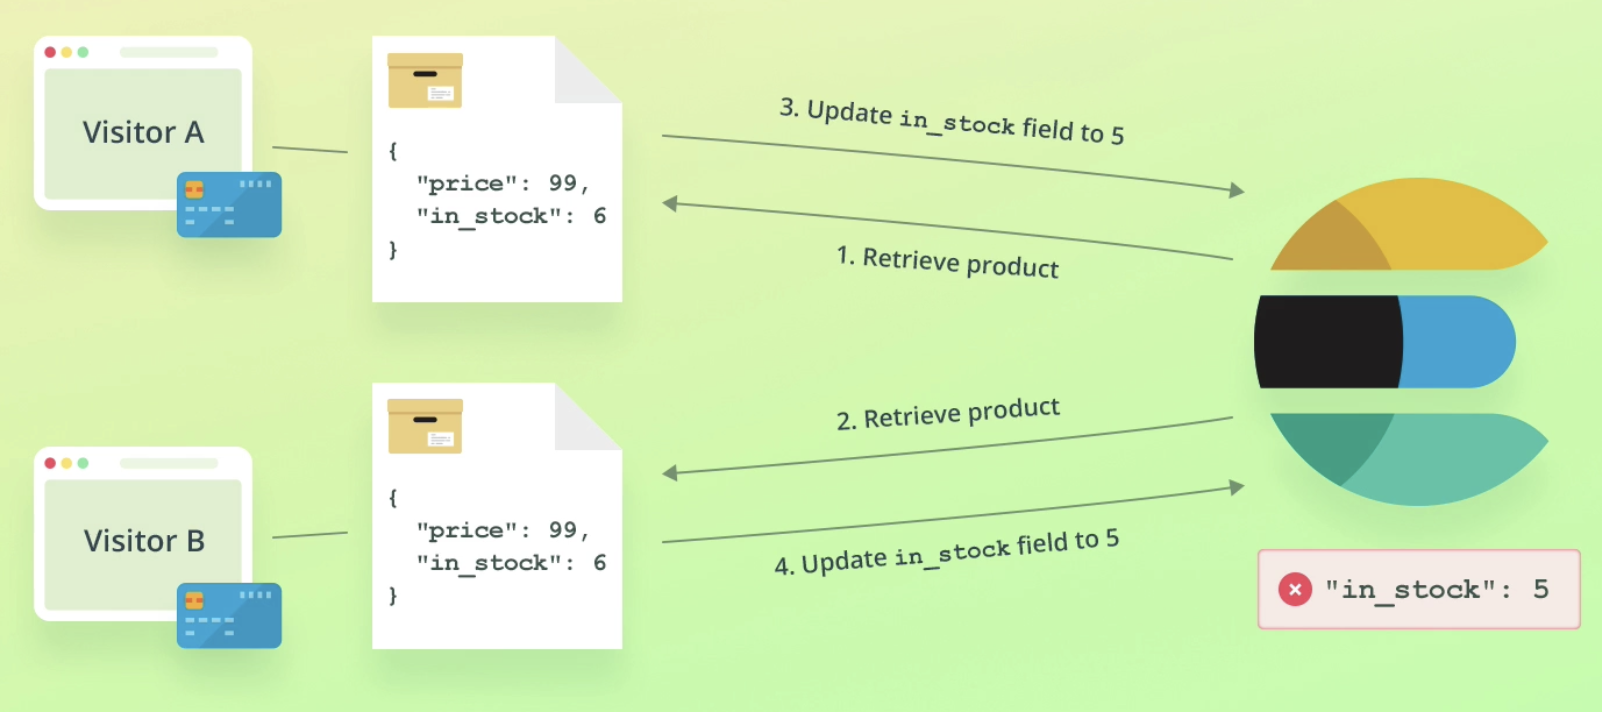 Visitor A
{
"price": 99,
"in_stock": 6
}
3. Update in_stock field to 5
1. Retrieve product
Visitor B
{
"price": 99,
"in_stock": 6
}
2. Retrieve product
4. Update in_stock field to 5
"in_stock": 5